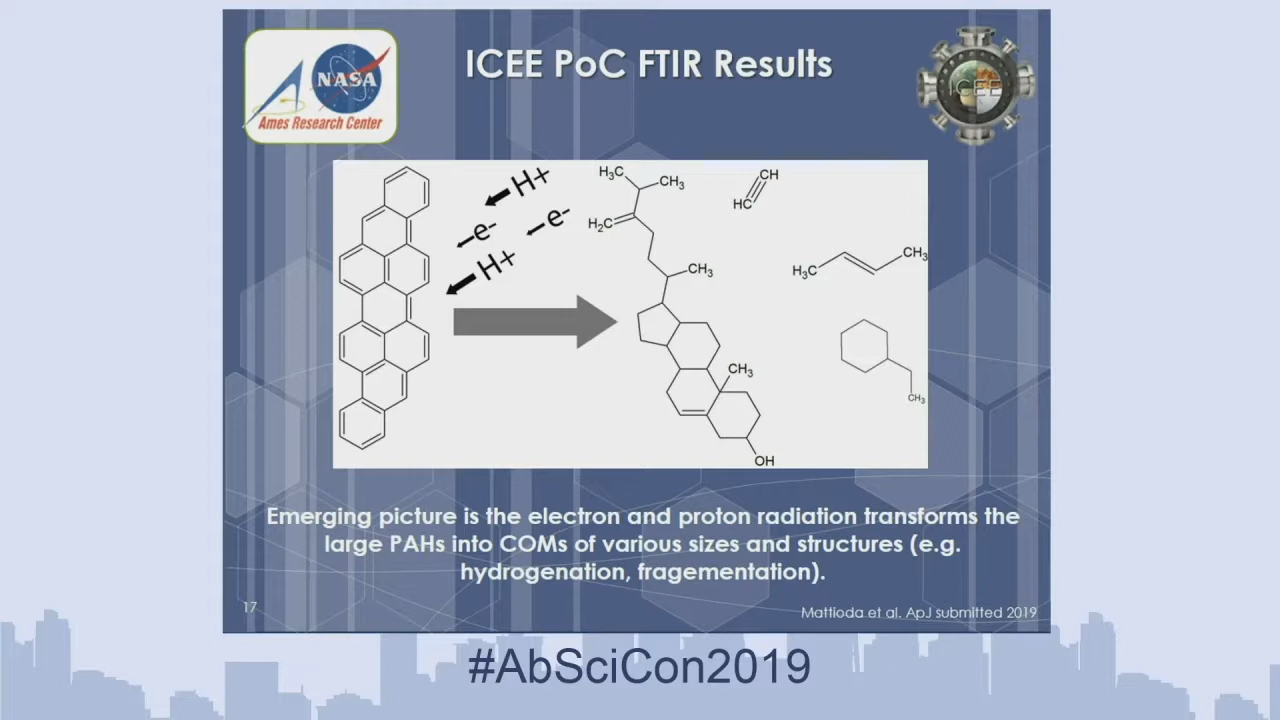 ICEE PoC FTIR Results
NASA
Ames Research Center
ICEE
H+
e-
e-
H+
H₃C
CH₃
H₂C
CH₃
CH₃
OH
CH
HC
H₃C
CH₃
CH₃
Emerging picture is the electron and proton radiation transforms the
large PAHs into COMs of various sizes and structures (e.g.
hydrogenation, fragementation).
17
Mattioda et al. ApJ submitted 2019
#AbSciCon2019